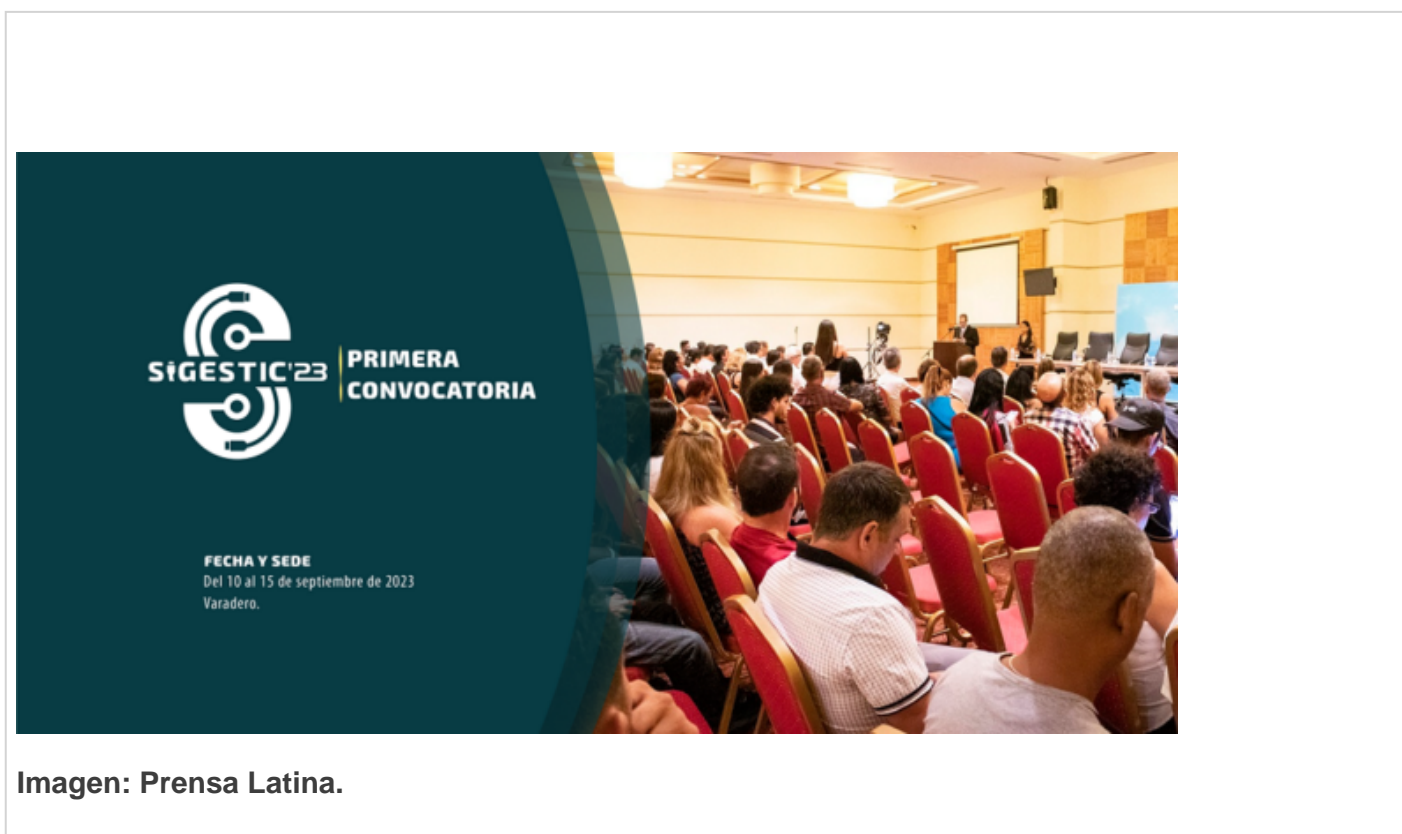 SiGESTIC'23
PRIMERA
CONVOCATORIA
FECHA Y SEDE
Del 10 al 15 de septiembre de 2023
Varadero.
Imagen: Prensa Latina.